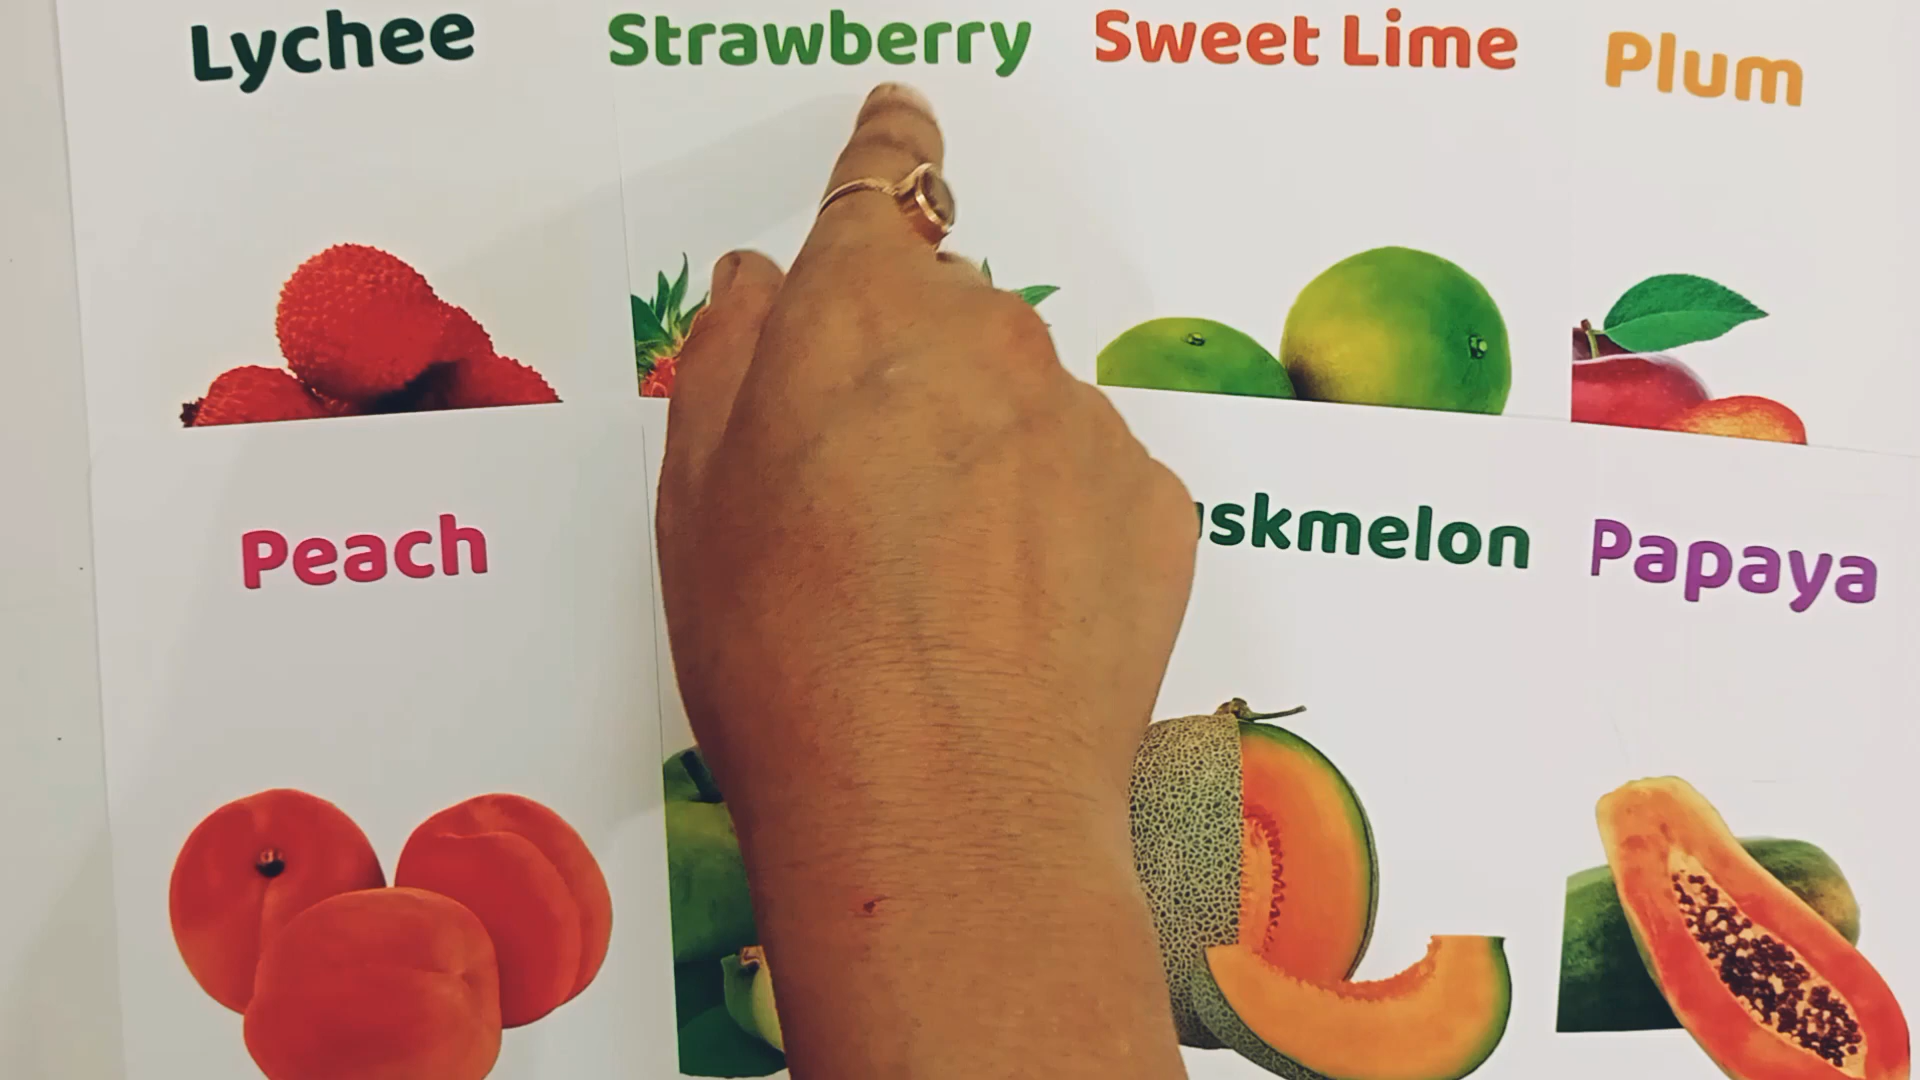 Lychee
Strawberry
Sweet Lime
Plum
Peach
skmelon
Papaya